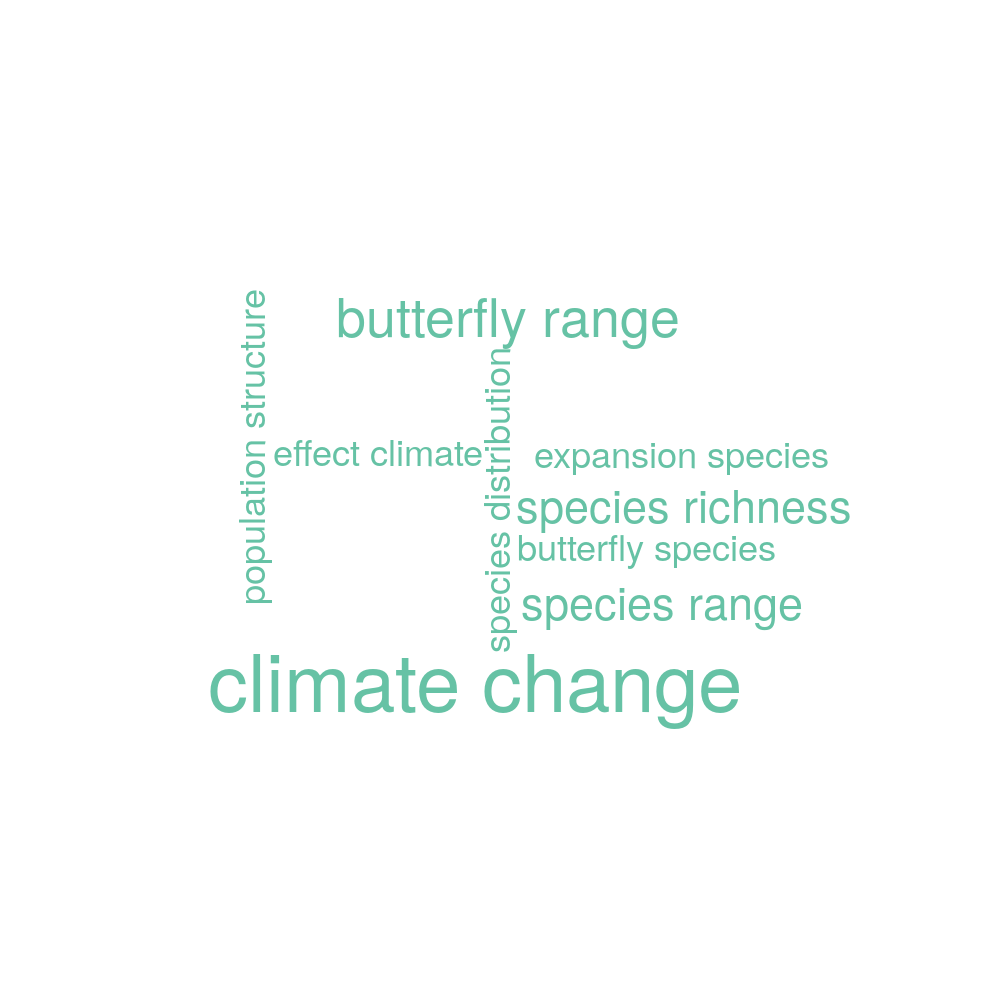 population structure
butterfly range
species distribution
effect climate
expansion species
species richness
butterfly species
species range
climate change